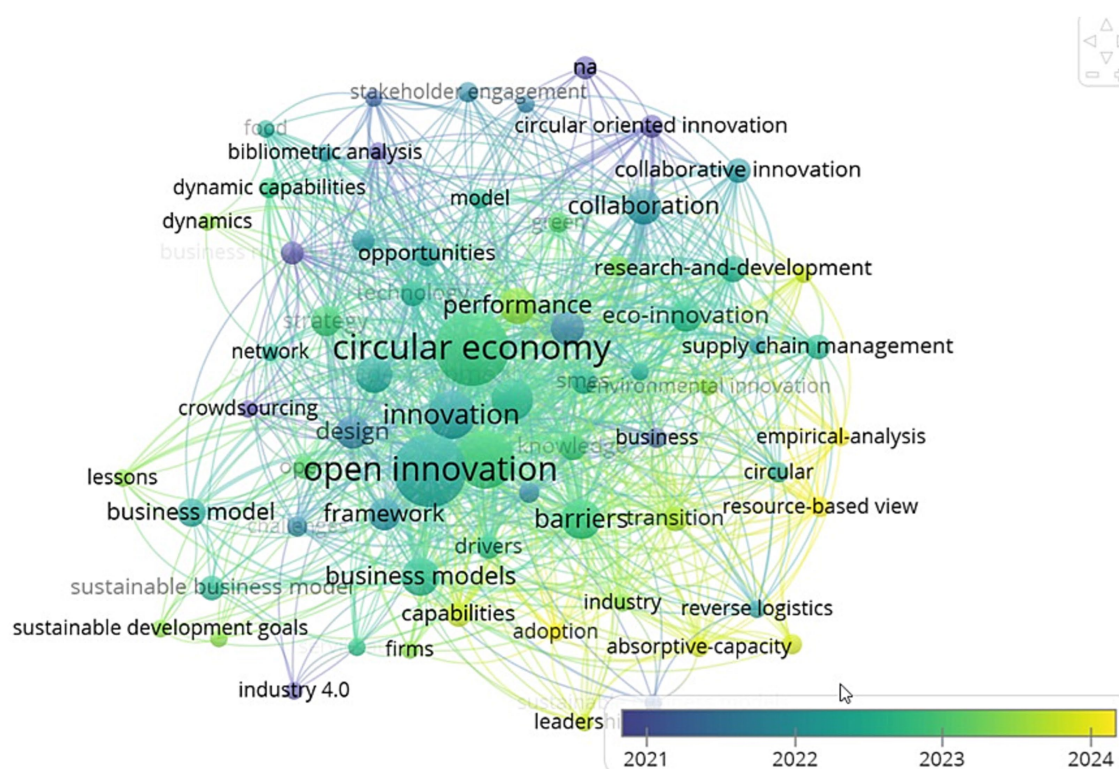 na
stakeholder engagement
circular oriented innovation
food
bibliometric analysis
collaborative innovation
dynamic capabilities
model
collaboration
dynamics
green
opportunities
research-and-development
technology
performance
eco-innovation
strategy
circular economy
supply chain management
network
smes
environmental innovation
crowdsourcing
innovation
design
business
empirical-analysis
knowledge
open innovation
circular
lessons
resource-based view
business model
framework
barriers
transition
challenges
drivers
business models
sustainable business model
industry
reverse logistics
capabilities
sustainable development goals
adoption
absorptive-capacity
firms
industry 4.0
2021
2022
2023
2024